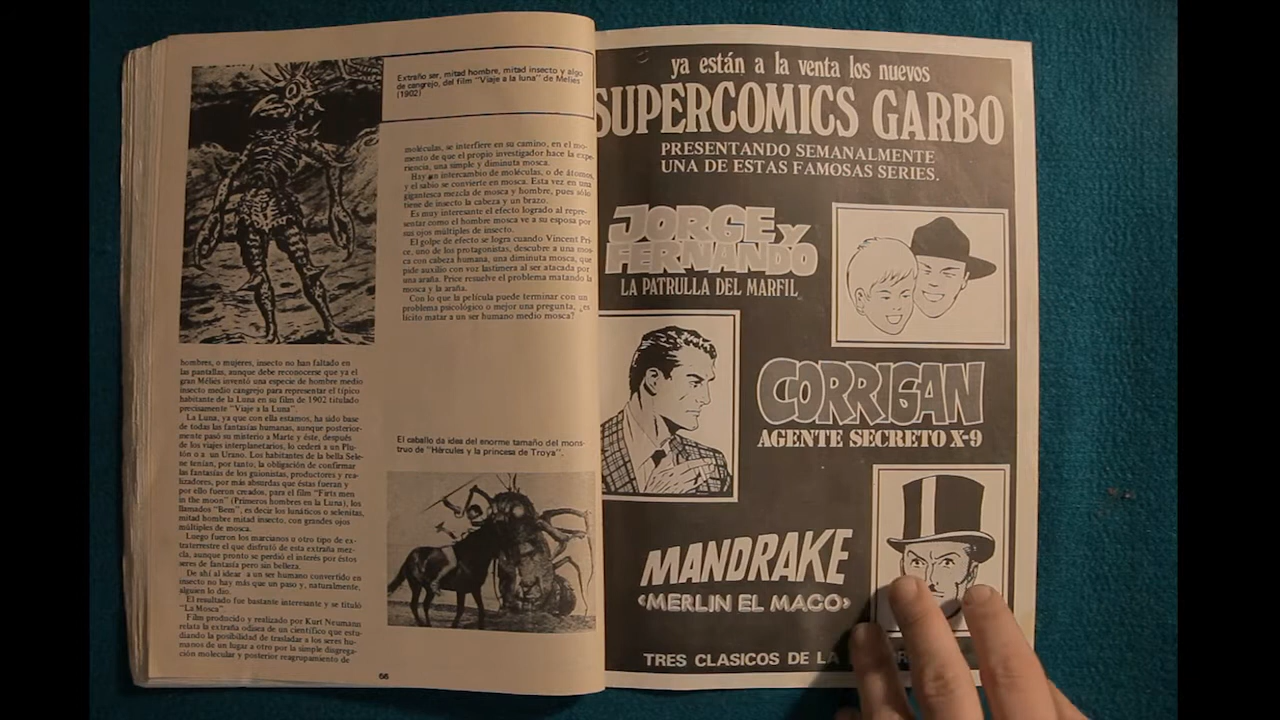 Extraño ser, mitad hombre, mitad insecto y algo
de cangrejo, del film "Viaje a la luna" de Meliés
(1902)
hombres, o mujeres, insecto no han faltado en
las pantallas, aunque debe reconocerse que ya el
gran Méliès inventó una especie de hombre medio
insecto medio cangrejo para representar el típico
habitante de la Luna en su film de 1902 titulado
precisamente "Viaje a la Luna".
La Luna, ya que con ella estamos, ha sido base
de todas las fantasías humanas, aunque posterior-
mente pasó su misterio a Marte y éste, después
de los viajes interplanetarios, lo cederá a un Plu-
tón o a un Urano. Los habitantes de la bella Sele-
ne tenían, por tanto, la obligación de confirmar
las fantasías de los guionistas, productores y rea-
lizadores, por más absurdas que éstas fueran y
por ello fueron creados, para el film "Firts men
in the moon" (Primeros hombres en la Luna), los
llamados "Bem", es decir los lunáticos o selenitas,
mitad hombre mitad insecto, con grandes ojos
múltiples de mosca.
Luego fueron los marcianos u otro tipo de ex-
traterrestre el que disfrutó de esta extraña mez-
cla, aunque pronto se perdió el interés por éstos
seres de fantasía pero sin belleza.
De ahí al idear a un ser humano convertido en
insecto no hay más que un paso y, naturalmente,
alguien lo dio.
El resultado fue bastante interesante y se tituló
"La Mosca".
Film producido y realizado por Kurt Neumann
relata la extraña odisea de un científico que estu-
diando la posibilidad de trasladar a los seres hu-
manos de un lugar a otro por la simple disgrega-
ción molecular y posterior reagrupamiento de
moléculas, se interfiere en su camino, en el mo-
mento de que el propio investigador hace la expe-
riencia, una simple y diminuta mosca.
Hay un intercambio de moléculas, o de átomos,
y el sabio se convierte en mosca. Esta vez en una
gigantesca mezcla de mosca y hombre, pues sólo
tiene de insecto la cabeza y un brazo.
Es muy interesante el efecto logrado al repre-
sentar como el hombre mosca ve a su esposa por
sus ojos múltiples de insecto.
El golpe de efecto se logra cuando Vincent Pri-
ce, uno de los protagonistas, descubre a una mos-
ca con cabeza humana, una diminuta mosca, que
pide auxilio con voz lastimera al ser atacada por
una araña. Price resuelve el problema matando la
mosca y la araña.
Con lo que la película puede terminar con un
problema psicológico o mejor una pregunta, ¿es
lícito matar a un ser humano medio mosca?
El caballo da idea del enorme tamaño del mons-
truo de "Hércules y la princesa de Troya".
66
ya están a la venta los nuevos
SUPERCOMICS GARBO
PRESENTANDO SEMANALMENTE
UNA DE ESTAS FAMOSAS SERIES.
JORGE Y
FERNANDO
LA PATRULLA DEL MARFIL
CORRIGAN
AGENTE SECRETO X-9
MANDRAKE
«MERLIN EL MAGO»
TRES CLASICOS DE LA